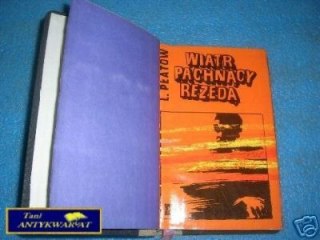 L. PŁATOW
WIATR
PACHNĄCY
REZEDĄ
Tani
ANTYKWARIAT